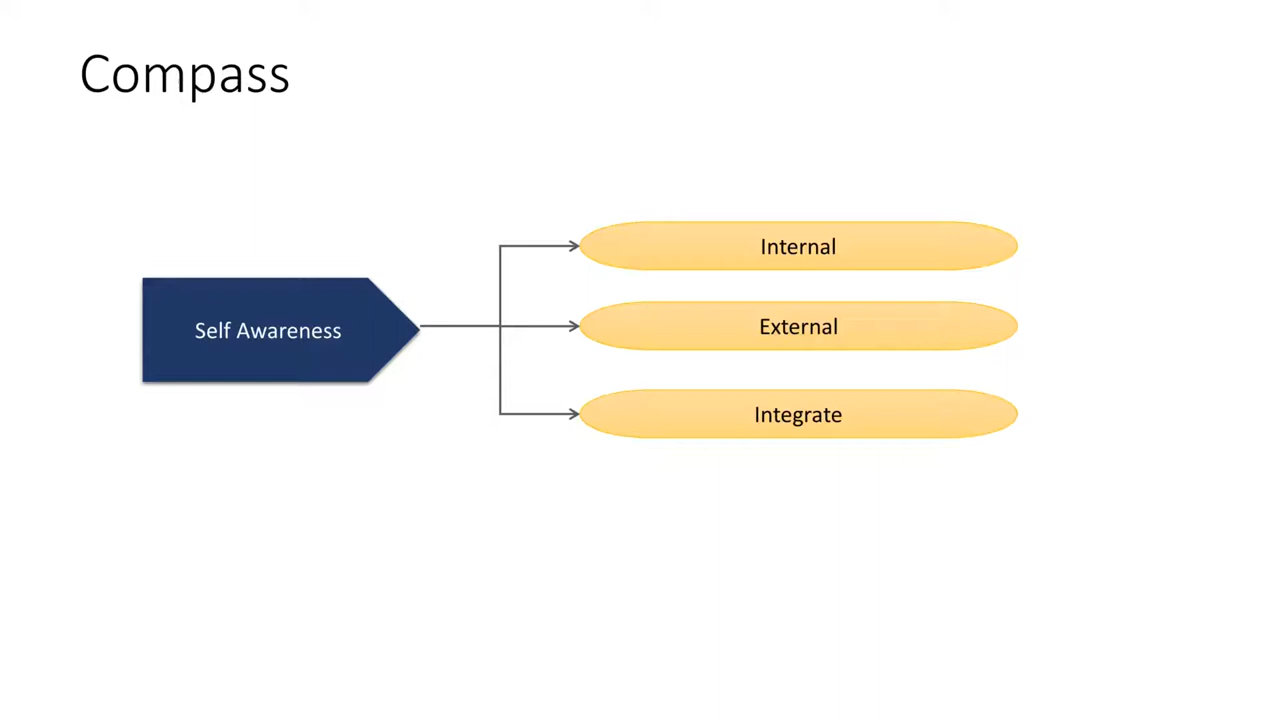 Compass
Internal
Self Awareness
External
Integrate